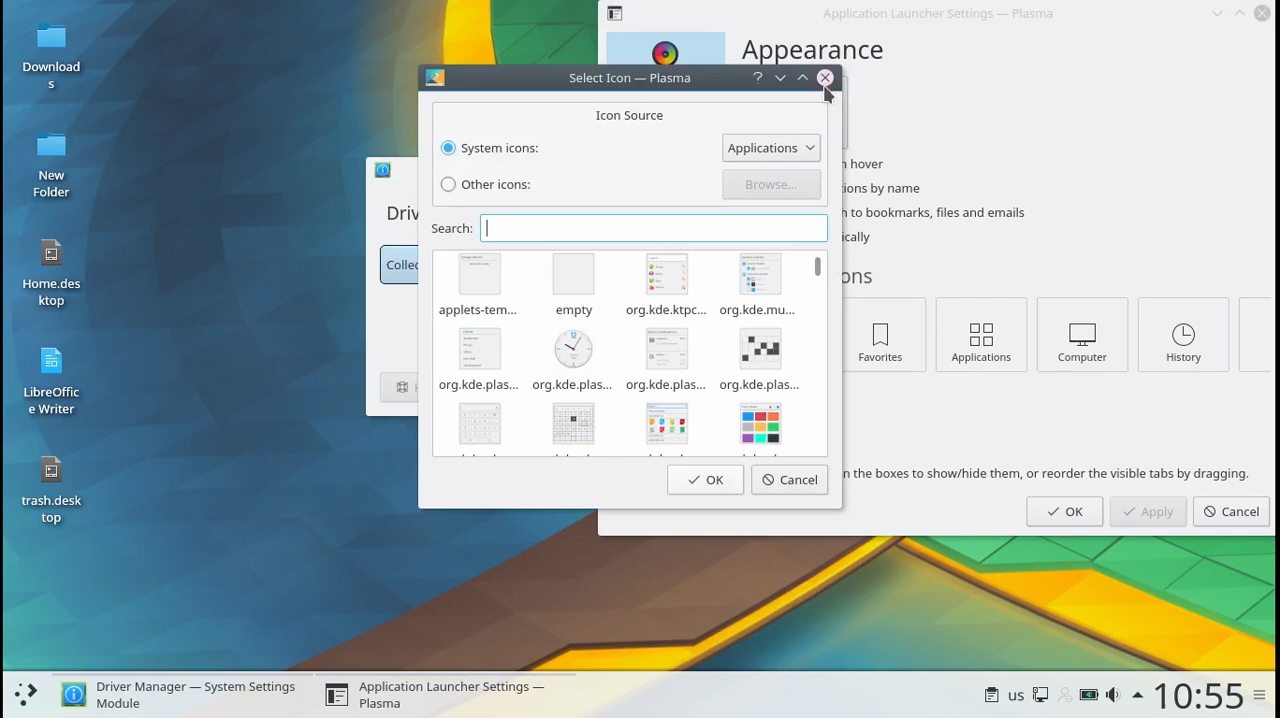 Downloads
New Folder
Home.desktop
LibreOffice Writer
trash.desktop
Application Launcher Settings — Plasma
Appearance
Select Icon — Plasma
Icon Source
System icons:
Applications
Other icons:
Browse...
Search:
applets-tem...
empty
org.kde.ktpc...
org.kde.mu...
org.kde.plas...
org.kde.plas...
org.kde.plas...
org.kde.plas...
OK
Cancel
Driv
Collec
n hover
tions by name
h to bookmarks, files and emails
ically
ons
Favorites
Applications
Computer
History
n the boxes to show/hide them, or reorder the visible tabs by dragging.
OK
Apply
Cancel
Driver Manager — System Settings
Module
Application Launcher Settings —
Plasma
us
10:55